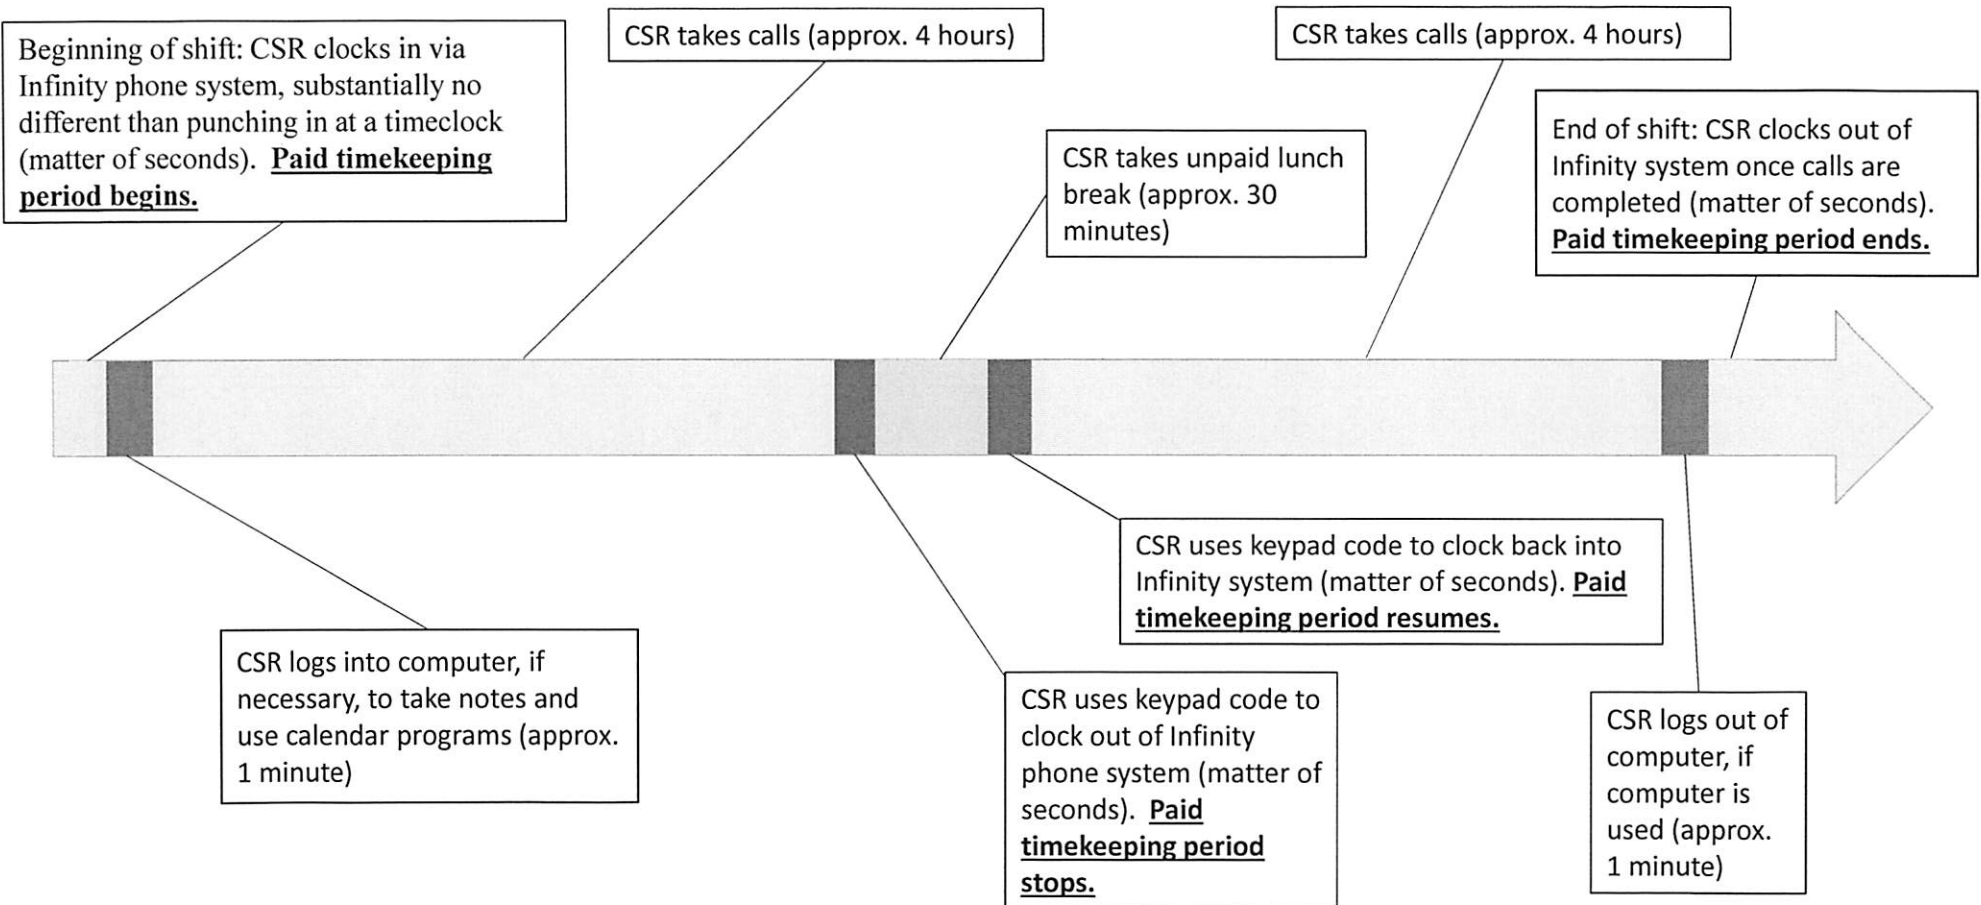 Beginning of shift: CSR clocks in via
Infinity phone system, substantially no
different than punching in at a timeclock
(matter of seconds).  Paid timekeeping
period begins.
CSR takes calls (approx. 4 hours)
CSR takes calls (approx. 4 hours)
CSR takes unpaid lunch
break (approx. 30
minutes)
End of shift: CSR clocks out of
Infinity system once calls are
completed (matter of seconds).
Paid timekeeping period ends.
CSR logs into computer, if
necessary, to take notes and
use calendar programs (approx.
1 minute)
CSR uses keypad code to
clock out of Infinity
phone system (matter of
seconds).  Paid
timekeeping period
stops.
CSR uses keypad code to clock back into
Infinity system (matter of seconds). Paid
timekeeping period resumes.
CSR logs out of
computer, if
computer is
used (approx.
1 minute)